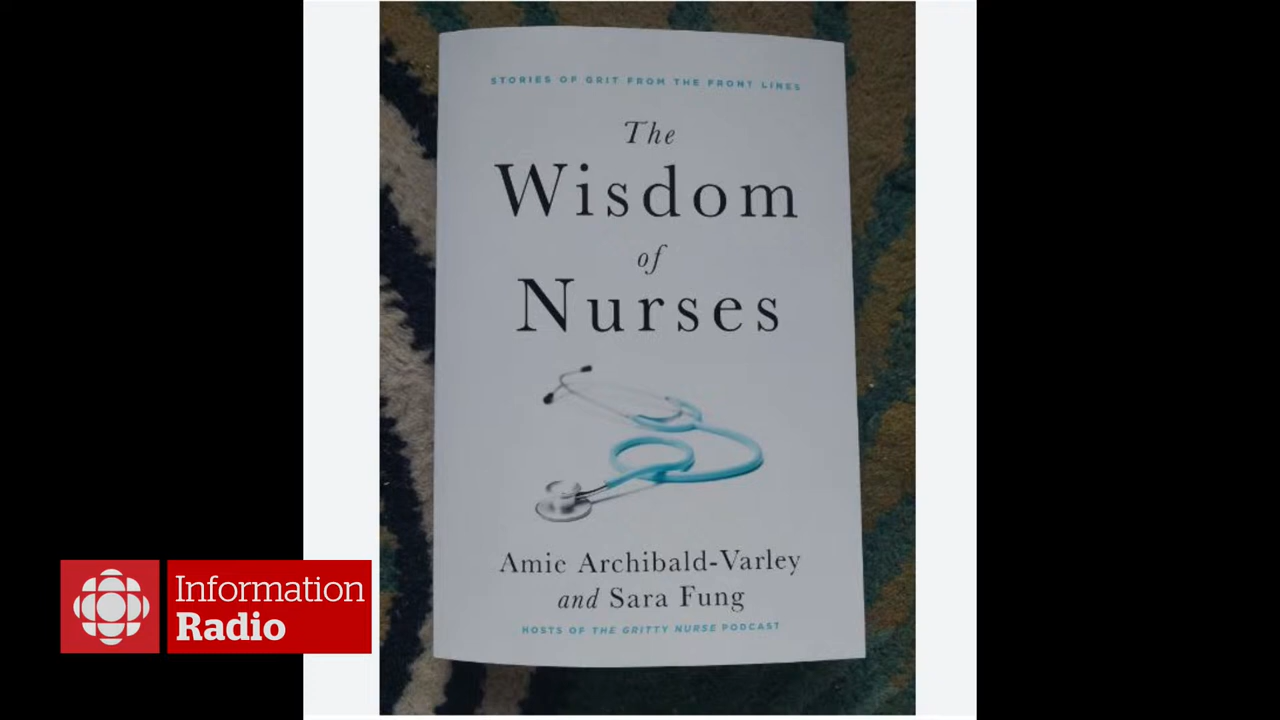 STORIES OF GRIT FROM THE FRONT LINES
The
Wisdom
of
Nurses
Amie Archibald-Varley
and Sara Fung
HOSTS OF THE GRITTY NURSE PODCAST
Information
Radio